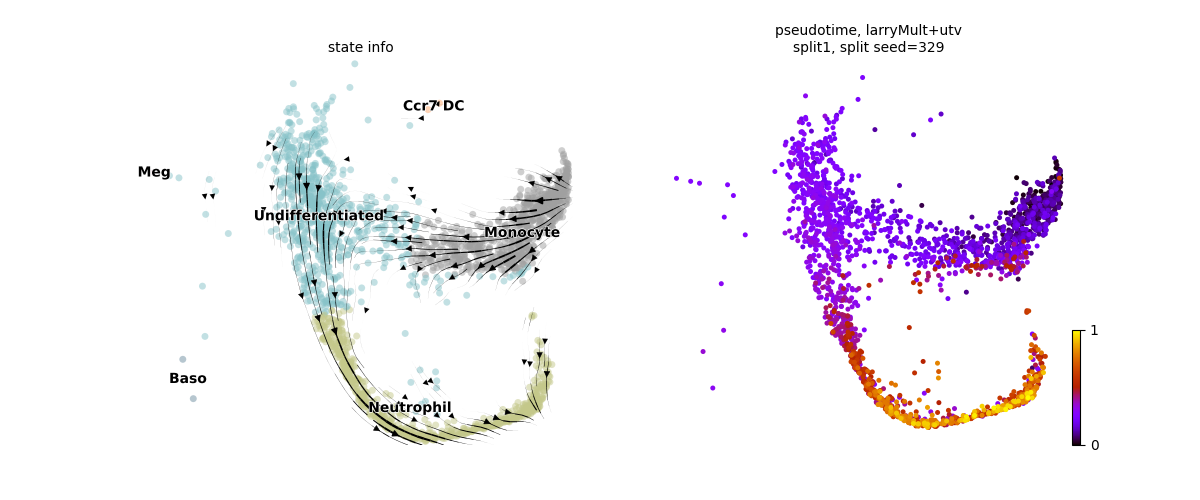 state info
Ccr7 DC
Meg
Undifferentiated
Monocyte
Baso
Neutrophil
pseudotime, larryMult+utv
split1, split seed=329
1
0